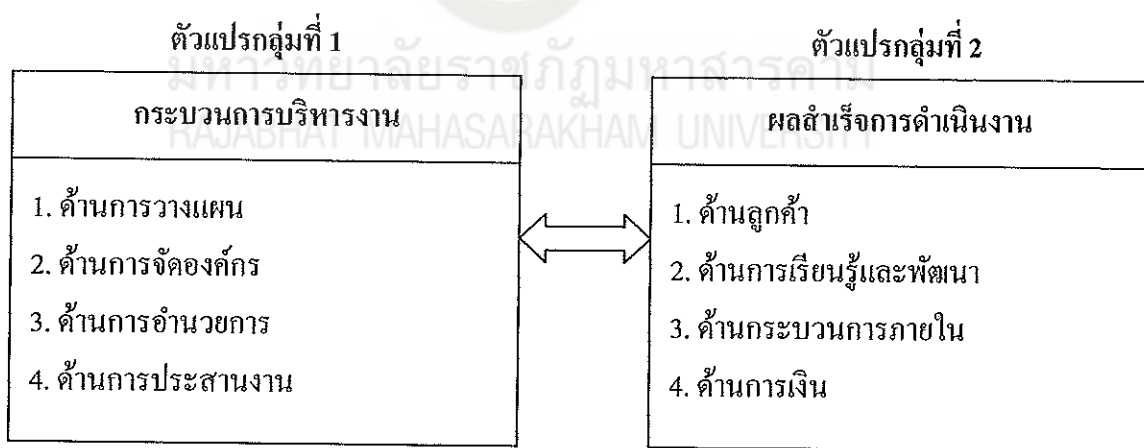 ตัวแปรกลุ่มที่ 1
ตัวแปรกลุ่มที่ 2
มหาวิทยาลัยราชภัฏมหาสารคาม
RAJABHAT MAHASARAKHAM UNIVERSITY
กระบวนการบริหารงาน
1. ด้านการวางแผน
2. ด้านการจัดองค์กร
3. ด้านการอำนวยการ
4. ด้านการประสานงาน
ผลสำเร็จการดำเนินงาน
1. ด้านลูกค้า
2. ด้านการเรียนรู้และพัฒนา
3. ด้านกระบวนการภายใน
4. ด้านการเงิน